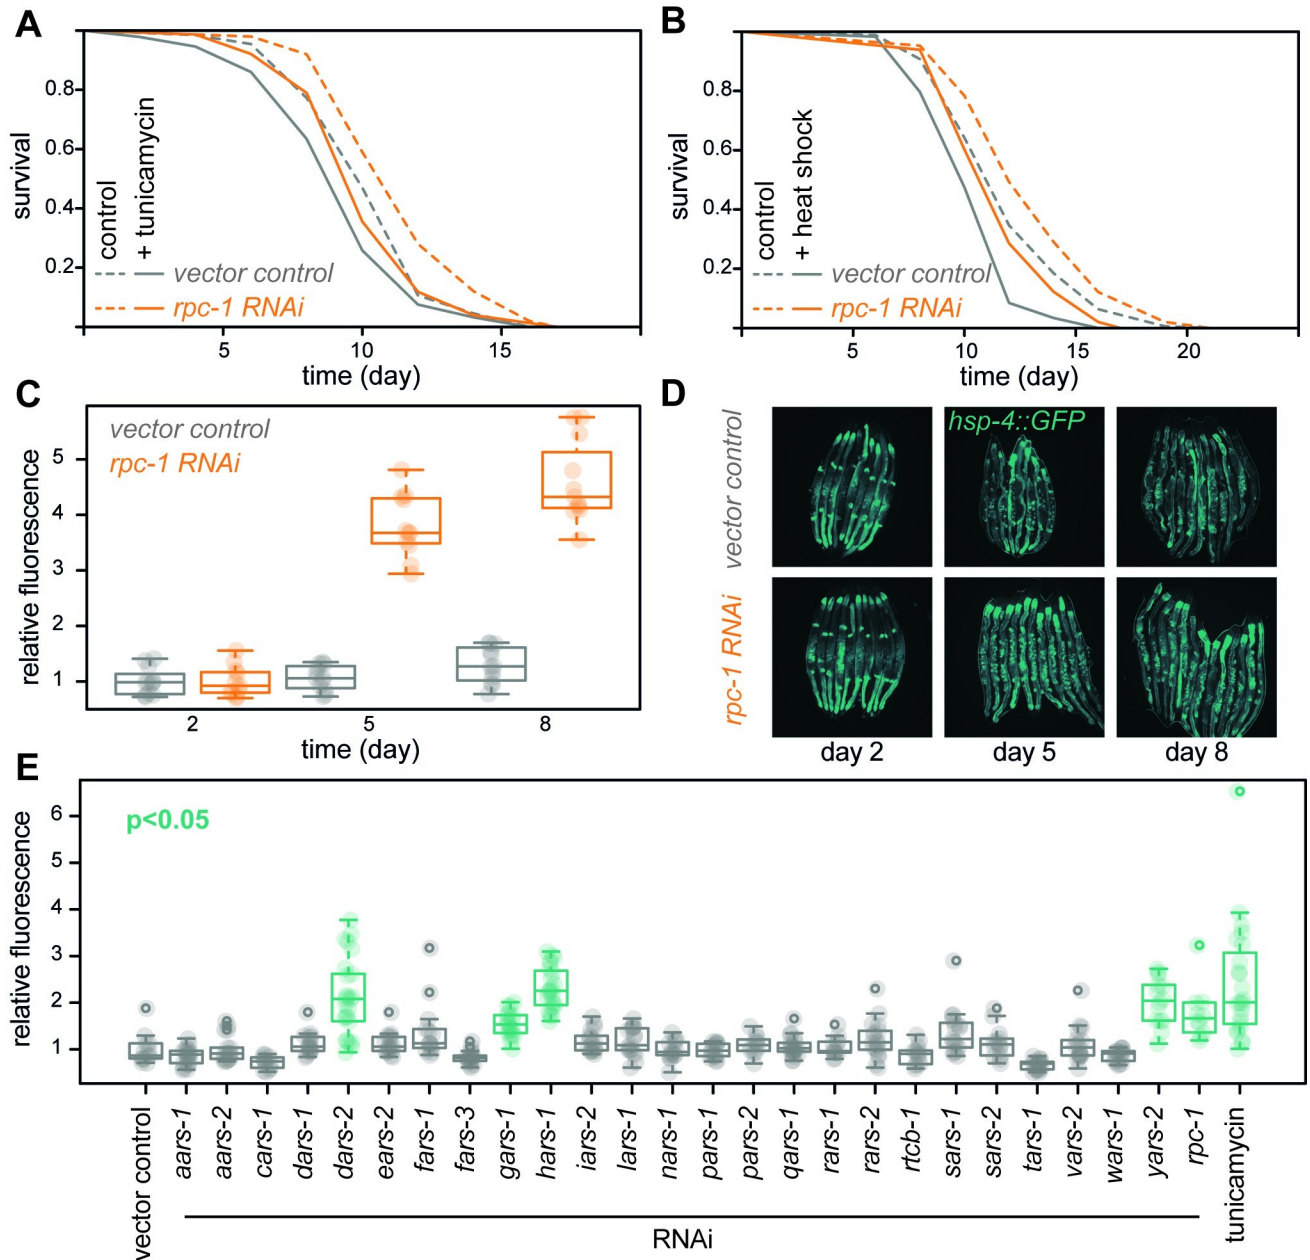 A
survival
0.8
0.6
0.4
0.2
control
+ tunicamycin
vector control
rpc-1 RNAi
5
10
15
time (day)
B
survival
0.8
0.6
0.4
0.2
control
+ heat shock
vector control
rpc-1 RNAi
5
10
15
20
time (day)
C
relative fluorescence
5
4
3
2
1
vector control
rpc-1 RNAi
2
5
8
time (day)
D
vector control
hsp-4::GFP
rpc-1 RNAi
day 2
day 5
day 8
E
relative fluorescence
6
5
4
3
2
1
p<0.05
vector control
aars-1
aars-2
cars-1
dars-1
dars-2
ears-2
fars-1
fars-3
gars-1
hars-1
iars-2
lars-1
nars-1
pars-1
pars-2
qars-1
rars-1
rars-2
rtcb-1
sars-1
sars-2
tars-1
vars-2
wars-1
yars-2
rpc-1
tunicamycin
RNAi